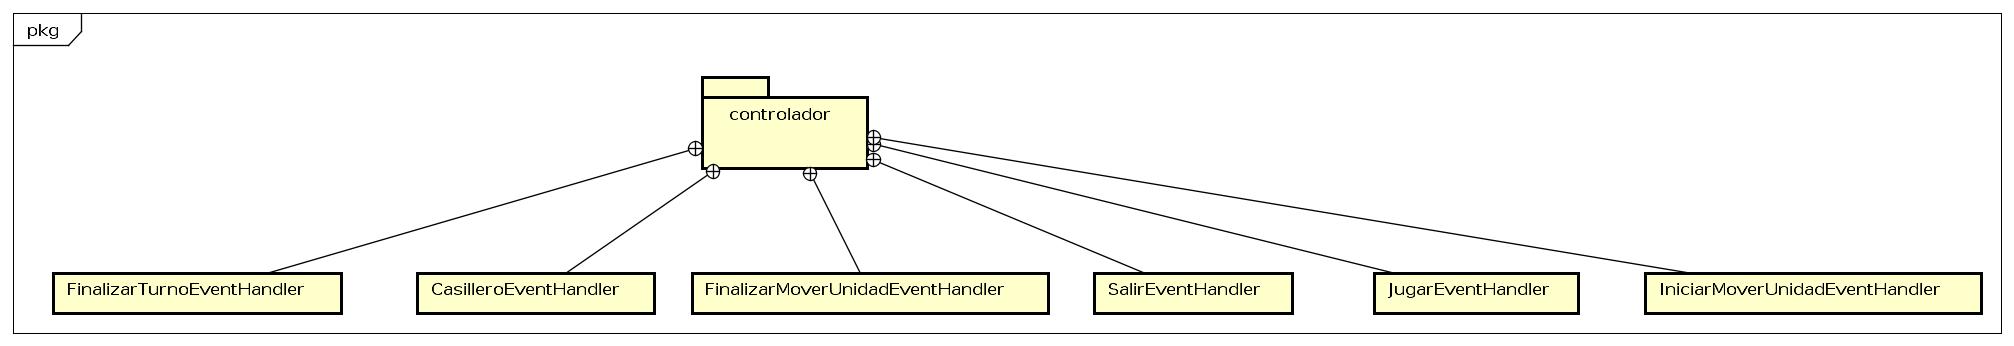 pkg
controlador
FinalizarTurnoEventHandler
CasilleroEventHandler
FinalizarMoverUnidadEventHandler
SalirEventHandler
JugarEventHandler
IniciarMoverUnidadEventHandler